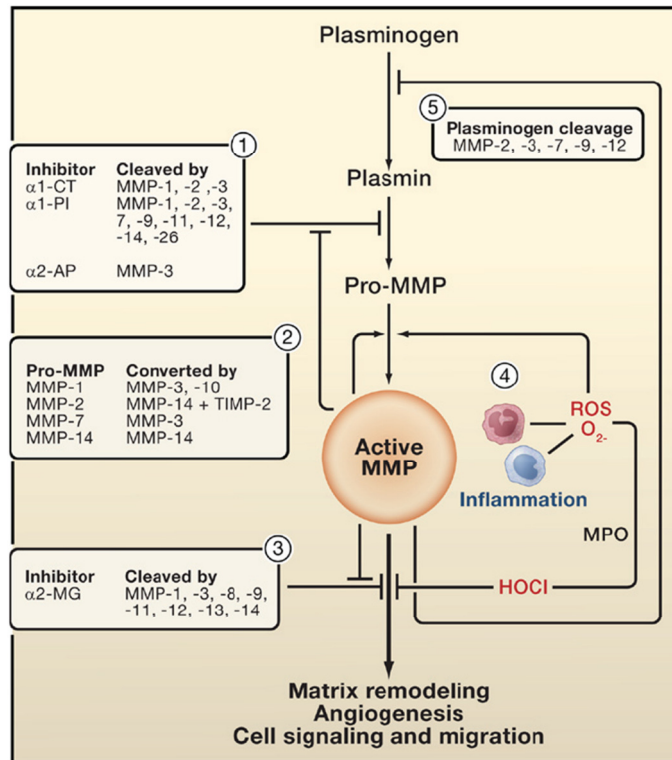 Plasminogen
5
Plasminogen cleavage
MMP-2, -3, -7, -9, -12
1
Inhibitor Cleaved by
α1-CT MMP-1, -2 ,-3
α1-PI MMP-1, -2, -3,
7, -9, -11, -12,
-14, -26
α2-AP MMP-3
Plasmin
Pro-MMP
2
Pro-MMP Converted by
MMP-1 MMP-3, -10
MMP-2 MMP-14 + TIMP-2
MMP-7 MMP-3
MMP-14 MMP-14
4
ROS
O2-
Active
MMP
Inflammation
MPO
3
Inhibitor Cleaved by
α2-MG MMP-1, -3, -8, -9,
-11, -12, -13, -14
HOCl
Matrix remodeling
Angiogenesis
Cell signaling and migration